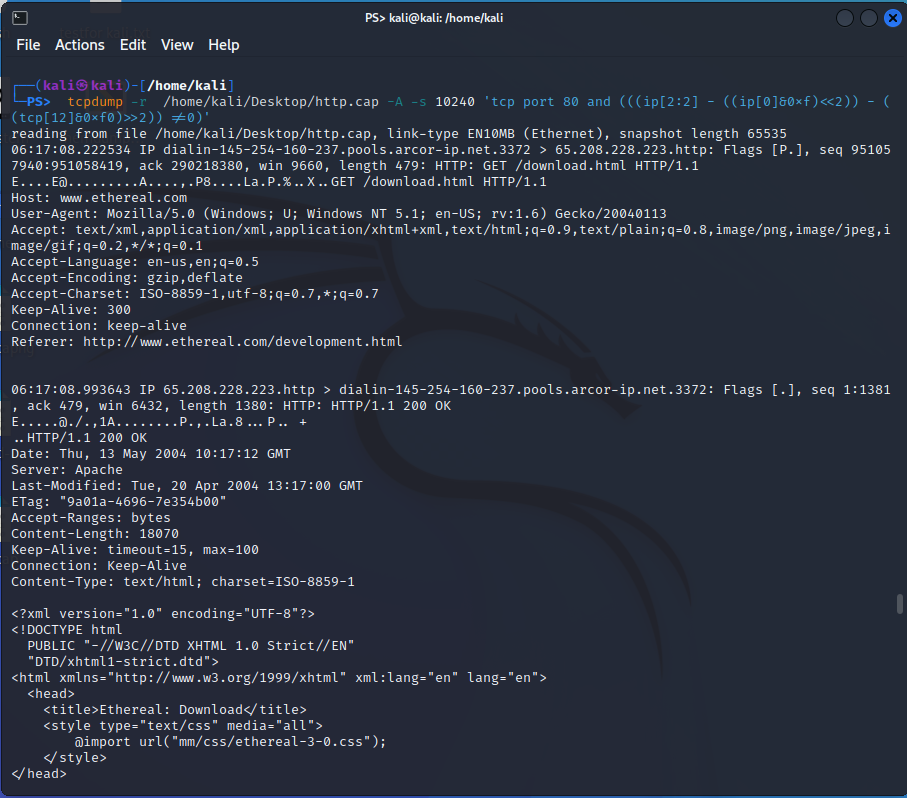 PS> kali@kali: /home/kali
File Actions Edit View Help
┌──(kali㉿kali)-[/home/kali]
└─PS> tcpdump -r /home/kali/Desktop/http.cap -A -s 10240 'tcp port 80 and (((ip[2:2] - ((ip[0]&0×f)<<2)) - (
(tcp[12]&0×f0)>>2)) ≠0)'
reading from file /home/kali/Desktop/http.cap, link-type EN10MB (Ethernet), snapshot length 65535
06:17:08.222534 IP dialin-145-254-160-237.pools.arcor-ip.net.3372 > 65.208.228.223.http: Flags [P.], seq 95105
7940:951058419, ack 290218380, win 9660, length 479: HTTP: GET /download.html HTTP/1.1
E....E@.........A....,.P8....La.P.%..X..GET /download.html HTTP/1.1
Host: www.ethereal.com
User-Agent: Mozilla/5.0 (Windows; U; Windows NT 5.1; en-US; rv:1.6) Gecko/20040113
Accept: text/xml,application/xml,application/xhtml+xml,text/html;q=0.9,text/plain;q=0.8,image/png,image/jpeg,i
mage/gif;q=0.2,*/*;q=0.1
Accept-Language: en-us,en;q=0.5
Accept-Encoding: gzip,deflate
Accept-Charset: ISO-8859-1,utf-8;q=0.7,*;q=0.7
Keep-Alive: 300
Connection: keep-alive
Referer: http://www.ethereal.com/development.html
06:17:08.993643 IP 65.208.228.223.http > dialin-145-254-160-237.pools.arcor-ip.net.3372: Flags [.], seq 1:1381
, ack 479, win 6432, length 1380: HTTP: HTTP/1.1 200 OK
E.....@./.,1A........P.,.La.8...P.. +
..HTTP/1.1 200 OK
Date: Thu, 13 May 2004 10:17:12 GMT
Server: Apache
Last-Modified: Tue, 20 Apr 2004 13:17:00 GMT
ETag: "9a01a-4696-7e354b00"
Accept-Ranges: bytes
Content-Length: 18070
Keep-Alive: timeout=15, max=100
Connection: Keep-Alive
Content-Type: text/html; charset=ISO-8859-1
<?xml version="1.0" encoding="UTF-8"?>
<!DOCTYPE html
PUBLIC "-//W3C//DTD XHTML 1.0 Strict//EN"
"DTD/xhtml1-strict.dtd">
<html xmlns="http://www.w3.org/1999/xhtml" xml:lang="en" lang="en">
<head>
<title>Ethereal: Download</title>
<style type="text/css" media="all">
@import url("mm/css/ethereal-3-0.css");
</style>
</head>